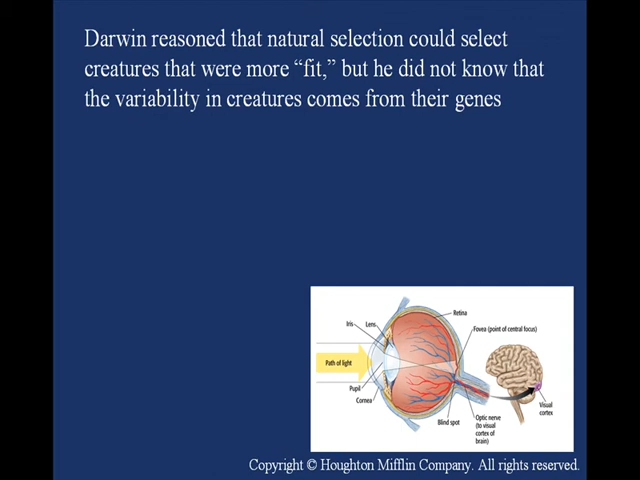 Darwin reasoned that natural selection could select
creatures that were more “fit,” but he did not know that
the variability in creatures comes from their genes
Retina
Iris
Lens
Fovea (point of central focus)
Path of light
Pupil
Cornea
Blind spot
Optic nerve
(to visual
cortex of
brain)
Visual
cortex
Copyright © Houghton Mifflin Company. All rights reserved.